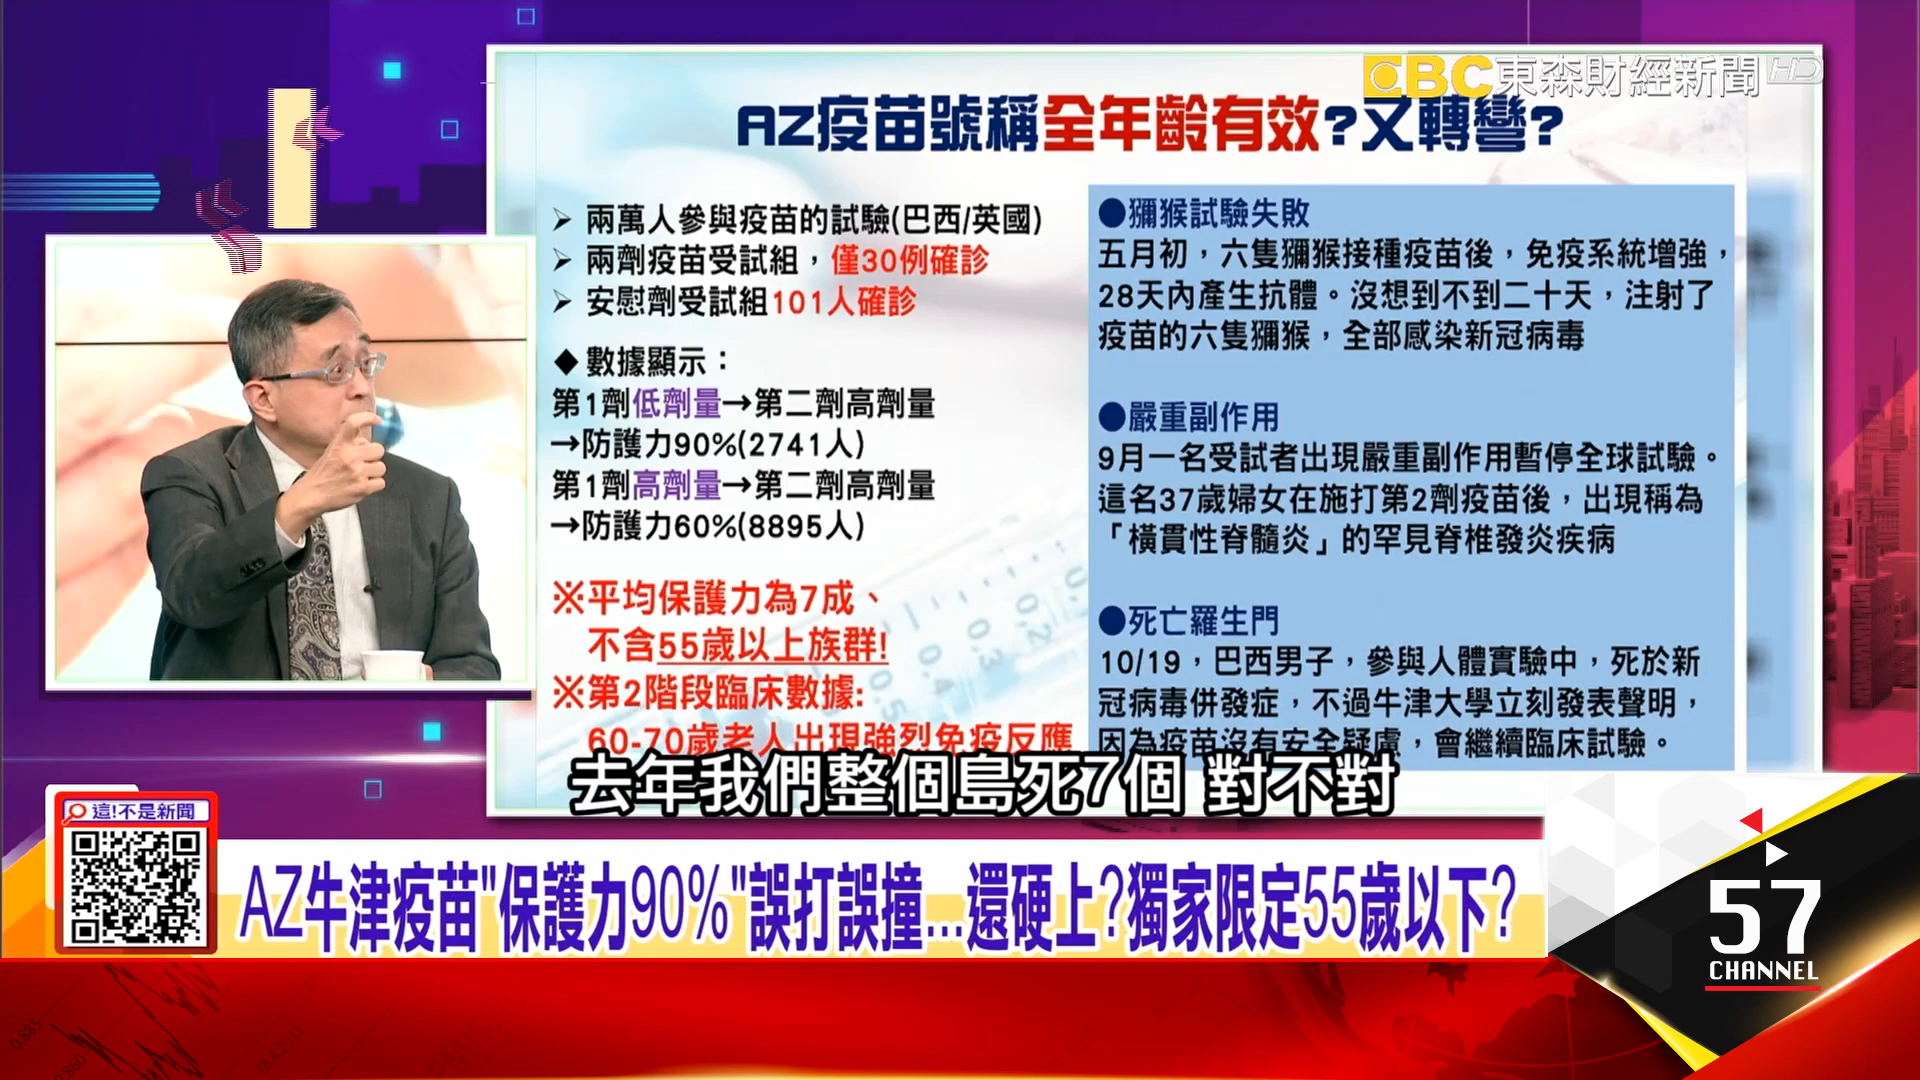 EBC東森財經新聞HD
AZ疫苗號稱全年齡有效?又轉彎?
➢ 兩萬人參與疫苗的試驗(巴西/英國)
➢ 兩劑疫苗受試組，僅30例確診
➢ 安慰劑受試組101人確診
◆ 數據顯示：
第1劑低劑量→第二劑高劑量
→防護力90%(2741人)
第1劑高劑量→第二劑高劑量
→防護力60%(8895人)
※平均保護力為7成、
不含55歲以上族群!
※第2階段臨床數據:
60-70歲老人出現強烈免疫反應
●獼猴試驗失敗
五月初，六隻獼猴接種疫苗後，免疫系統增強，
28天內產生抗體。沒想到不到二十天，注射了
疫苗的六隻獼猴，全部感染新冠病毒
●嚴重副作用
9月一名受試者出現嚴重副作用暫停全球試驗。
這名37歲婦女在施打第2劑疫苗後，出現稱為
「橫貫性脊髓炎」的罕見脊椎發炎疾病
●死亡羅生門
10/19，巴西男子，參與人體實驗中，死於新
冠病毒併發症，不過牛津大學立刻發表聲明，
因為疫苗沒有安全疑慮，會繼續臨床試驗。
去年我們整個島死7個 對不對
這!不是新聞
AZ牛津疫苗"保護力90%"誤打誤撞...還硬上?獨家限定55歲以下?
57
CHANNEL